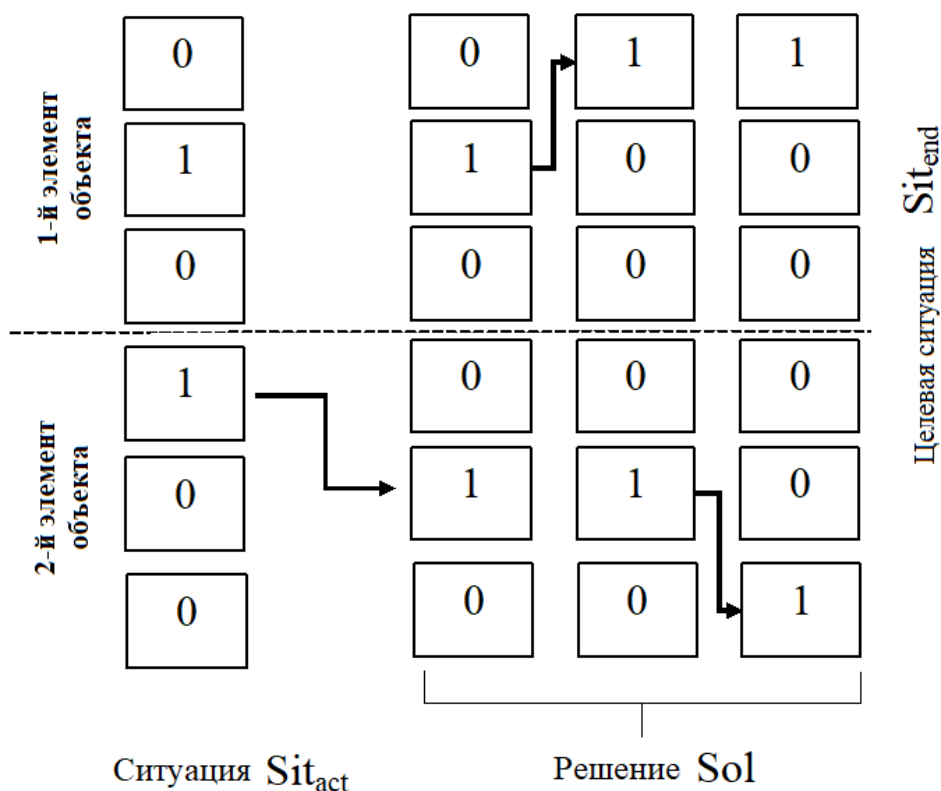 0 0 1 1
1 1 0 0
0 0 0 0
1-й элемент
объекта
1 0 0 0
0 1 1 0
0 0 0 1
2-й элемент
объекта
Целевая ситуация Sit_end
Ситуация Sit_act
Решение Sol